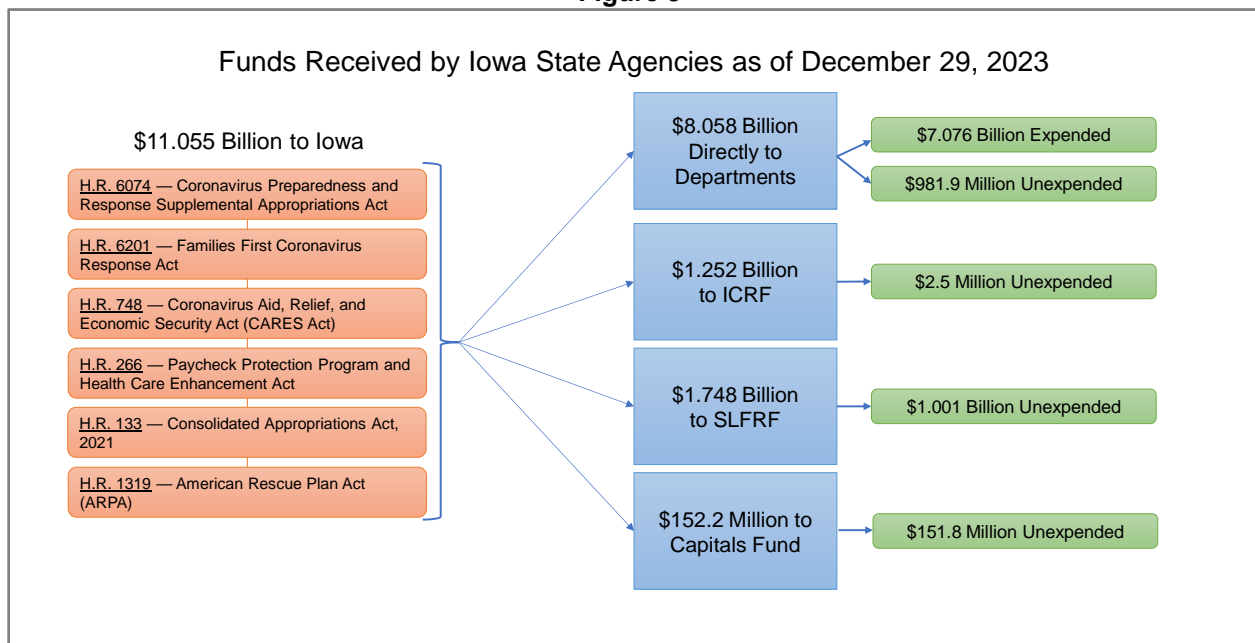 Funds Received by Iowa State Agencies as of December 29, 2023
$11.055 Billion to Iowa
H.R. 6074 — Coronavirus Preparedness and
Response Supplemental Appropriations Act
H.R. 6201 — Families First Coronavirus
Response Act
H.R. 748 — Coronavirus Aid, Relief, and
Economic Security Act (CARES Act)
H.R. 266 — Paycheck Protection Program and
Health Care Enhancement Act
H.R. 133 — Consolidated Appropriations Act,
2021
H.R. 1319 — American Rescue Plan Act
(ARPA)
$8.058 Billion
Directly to
Departments
$7.076 Billion Expended
$981.9 Million Unexpended
$1.252 Billion
to ICRF
$2.5 Million Unexpended
$1.748 Billion
to SLFRF
$1.001 Billion Unexpended
$152.2 Million to
Capitals Fund
$151.8 Million Unexpended